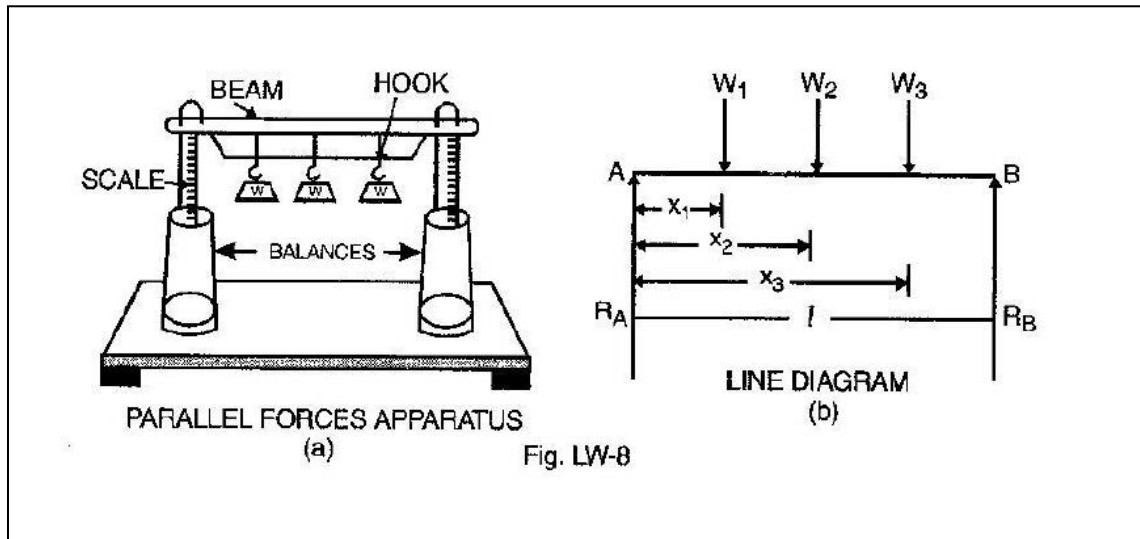 BEAM
HOOK
SCALE
W W W
BALANCES
PARALLEL FORCES APPARATUS
(a)
W1 W2 W3
A B
x1
x2
x3
RA l RB
LINE DIAGRAM
(b)
Fig. LW-8